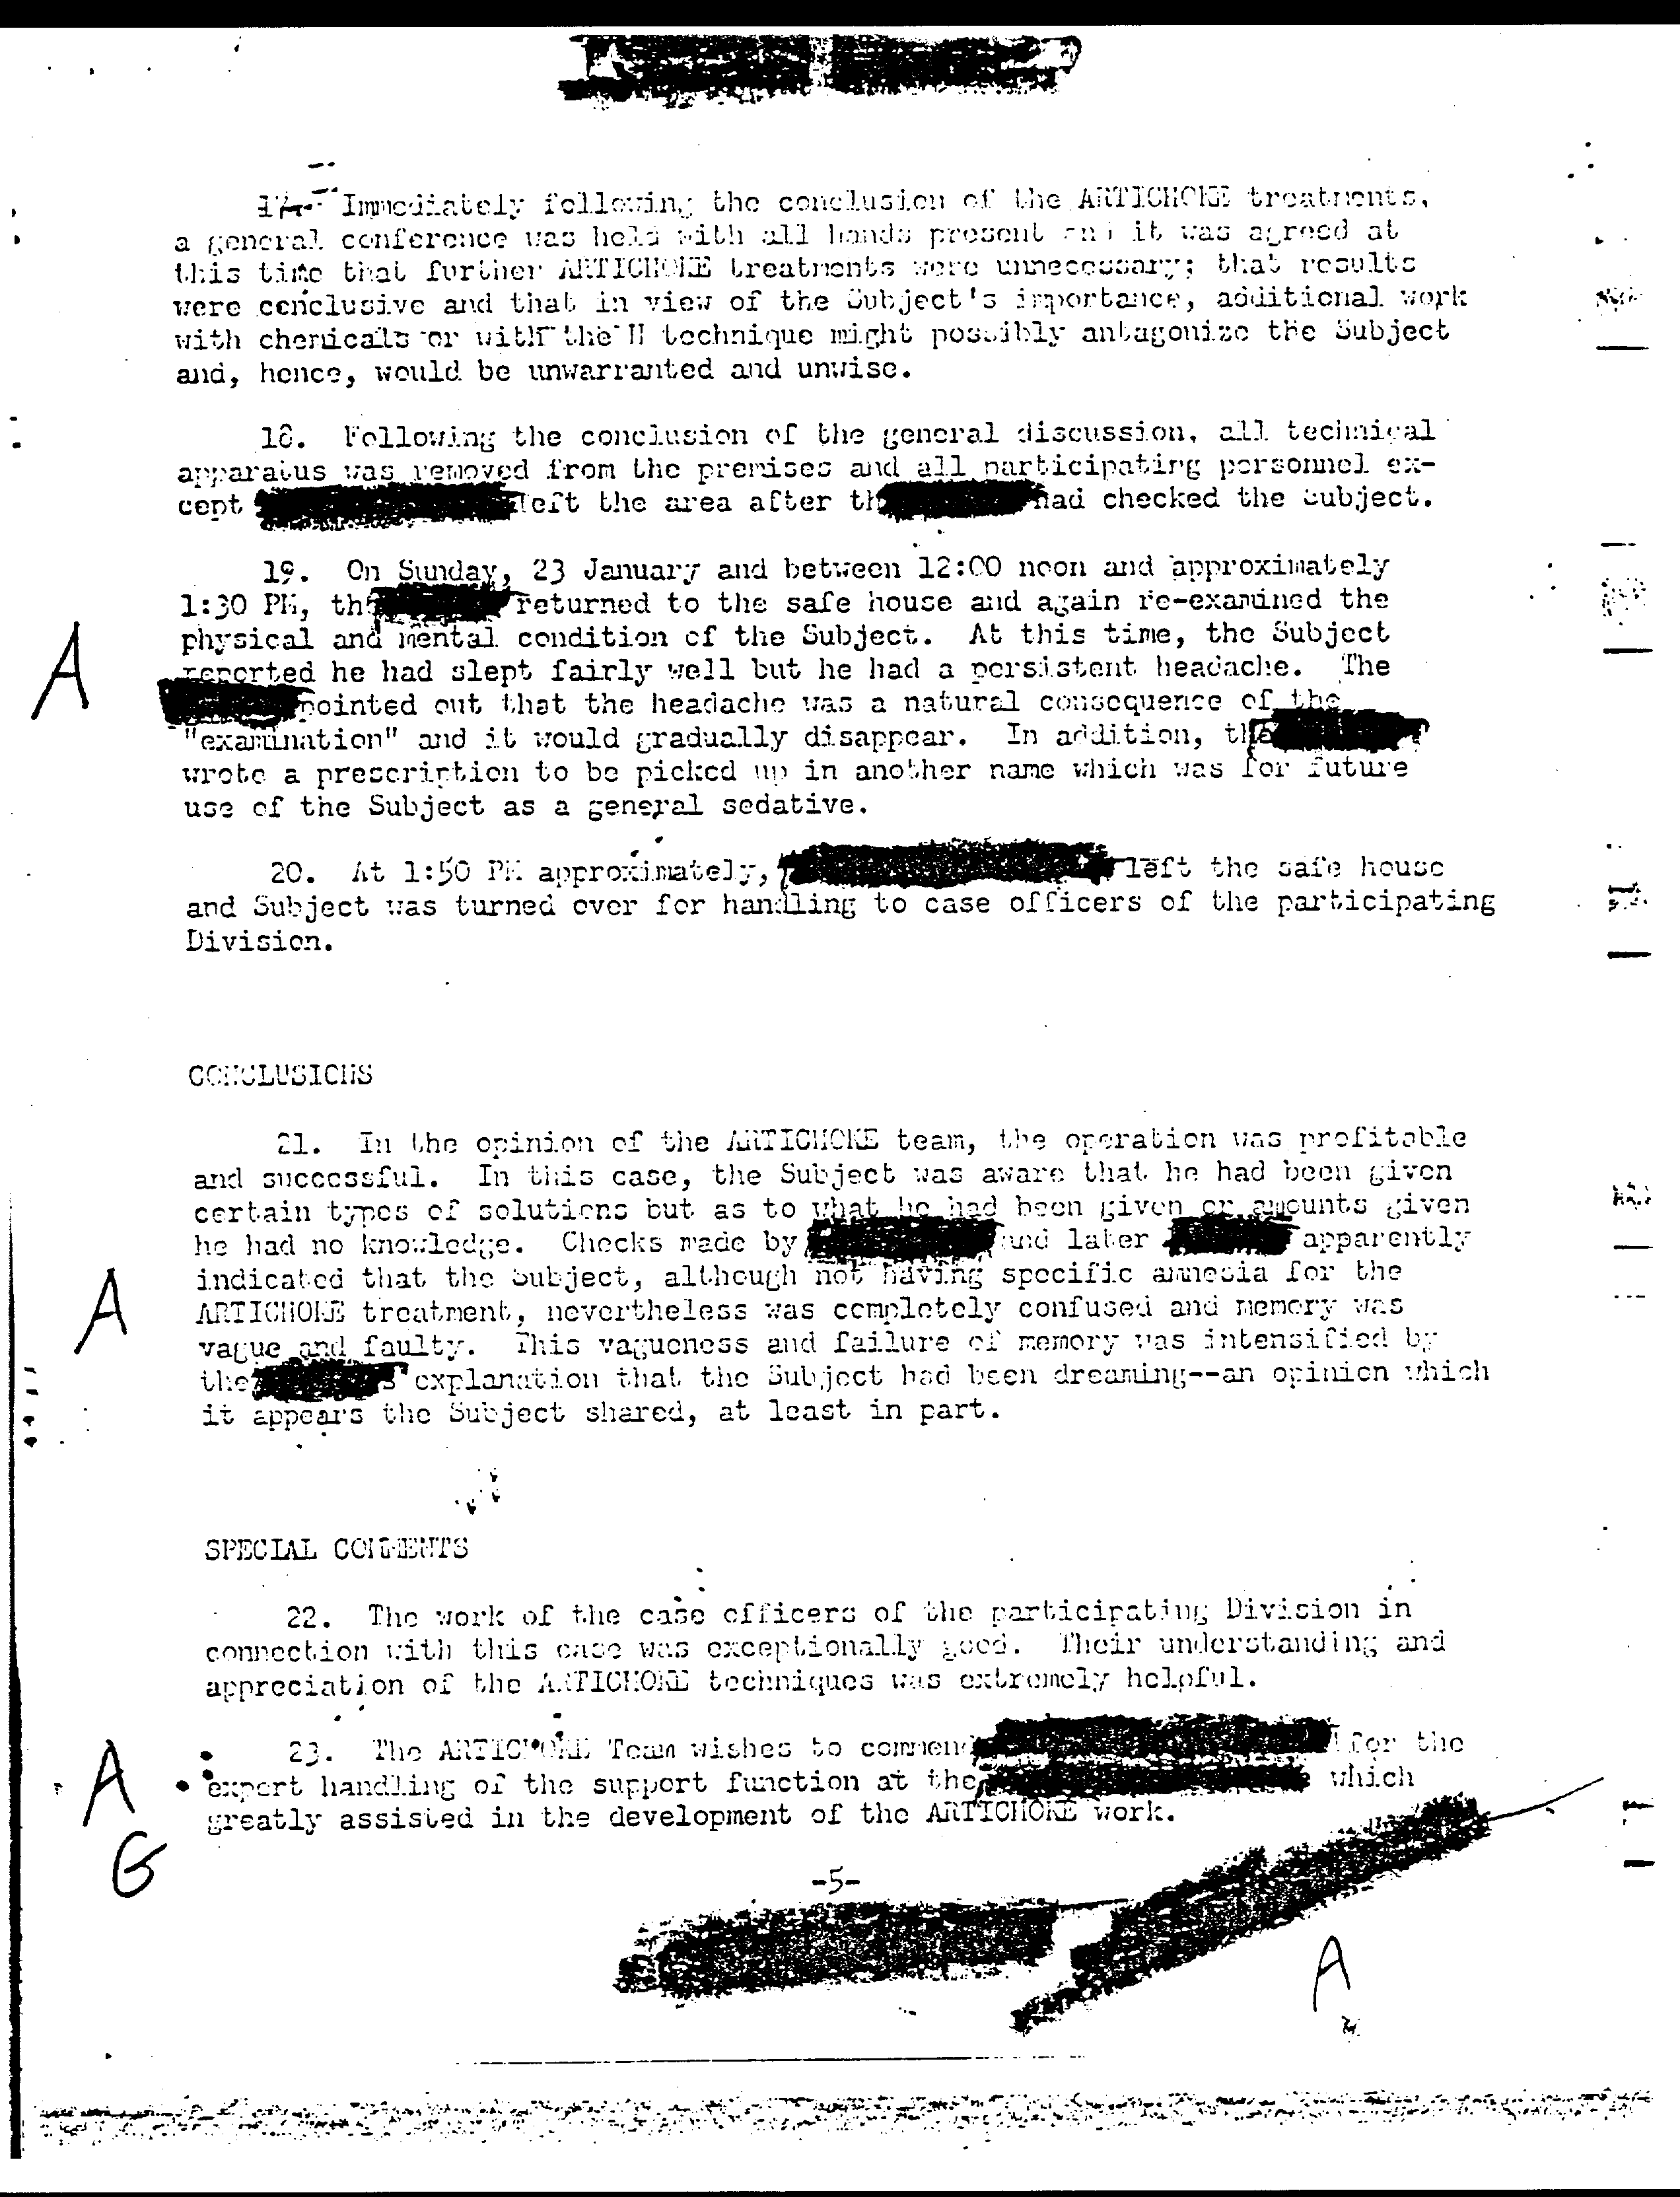 17. Immediately following the conclusion of the ARTICHOKE treatments,
a general conference was held with all hands present and it was agreed at
this time that further ARTICHOKE treatments were unnecessary; that results
were conclusive and that in view of the Subject's importance, additional work
with chemicals or with the H technique might possibly antagonize the Subject
and, hence, would be unwarranted and unwise.
18. Following the conclusion of the general discussion, all technical
apparatus was removed from the premises and all participating personnel ex-
cept left the area after th had checked the Subject.
19. On Sunday, 23 January and between 12:00 noon and approximately
1:30 PM, the returned to the safe house and again re-examined the
physical and mental condition of the Subject. At this time, the Subject
A
reported he had slept fairly well but he had a persistent headache. The
pointed out that the headache was a natural consequence of the
"examination" and it would gradually disappear. In addition, the
wrote a prescription to be picked up in another name which was for future
use of the Subject as a general sedative.
20. At 1:50 PM approximately, left the safe house
and Subject was turned over for handling to case officers of the participating
Division.
CONCLUSIONS
21. In the opinion of the ARTICHOKE team, the operation was profitable
and successful. In this case, the Subject was aware that he had been given
certain types of solutions but as to what he had been given or amounts given
he had no knowledge. Checks made by and later apparently
indicated that the Subject, although not having specific amnesia for the
A
ARTICHOKE treatment, nevertheless was completely confused and memory was
vague and faulty. This vagueness and failure of memory was intensified by
the s explanation that the Subject had been dreaming--an opinion which
it appears the Subject shared, at least in part.
SPECIAL COMMENTS
22. The work of the case officers of the participating Division in
connection with this case was exceptionally good. Their understanding and
appreciation of the ARTICHOKE techniques was extremely helpful.
23. The ARTICHOKE Team wishes to commend for the
A
expert handling of the support function at the which
greatly assisted in the development of the ARTICHOKE work.
G
-5-
A